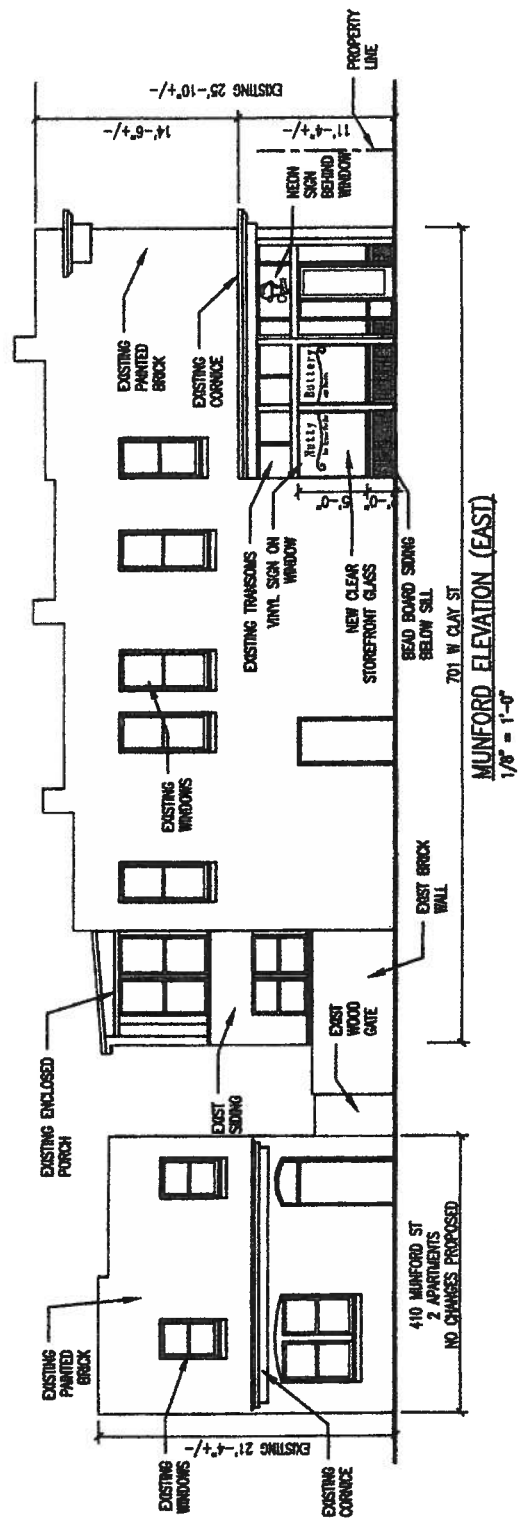 EXISTING
PAINTED
BRICK
EXISTING
WINDOWS
EXISTING 21'-4"+/-
EXISTING
CORNICE
410 MUNFORD ST
2 APARTMENTS
NO CHANGES PROPOSED
EXISTING ENCLOSED
PORCH
EXIST
SIDING
EXIST
WOOD
GATE
EXIST BRICK
WALL
EXISTING
WINDOWS
EXISTING
PAINTED
BRICK
EXISTING
CORNICE
EXISTING TRANSOMS
VINYL SIGN ON
WINDOW
NEW CLEAR
STOREFRONT GLASS
BEAD BOARD SIDING
BELOW SILL
Nutty Buttery
5'-0"
NEON
SIGN
BEHIND
WINDOW
PROPERTY
LINE
EXISTING 25'-10"+/-
14'-6"+/-
11'-4"+/-
701 W CLAY ST
MUNFORD ELEVATION (EAST)
1/8" = 1'-0"